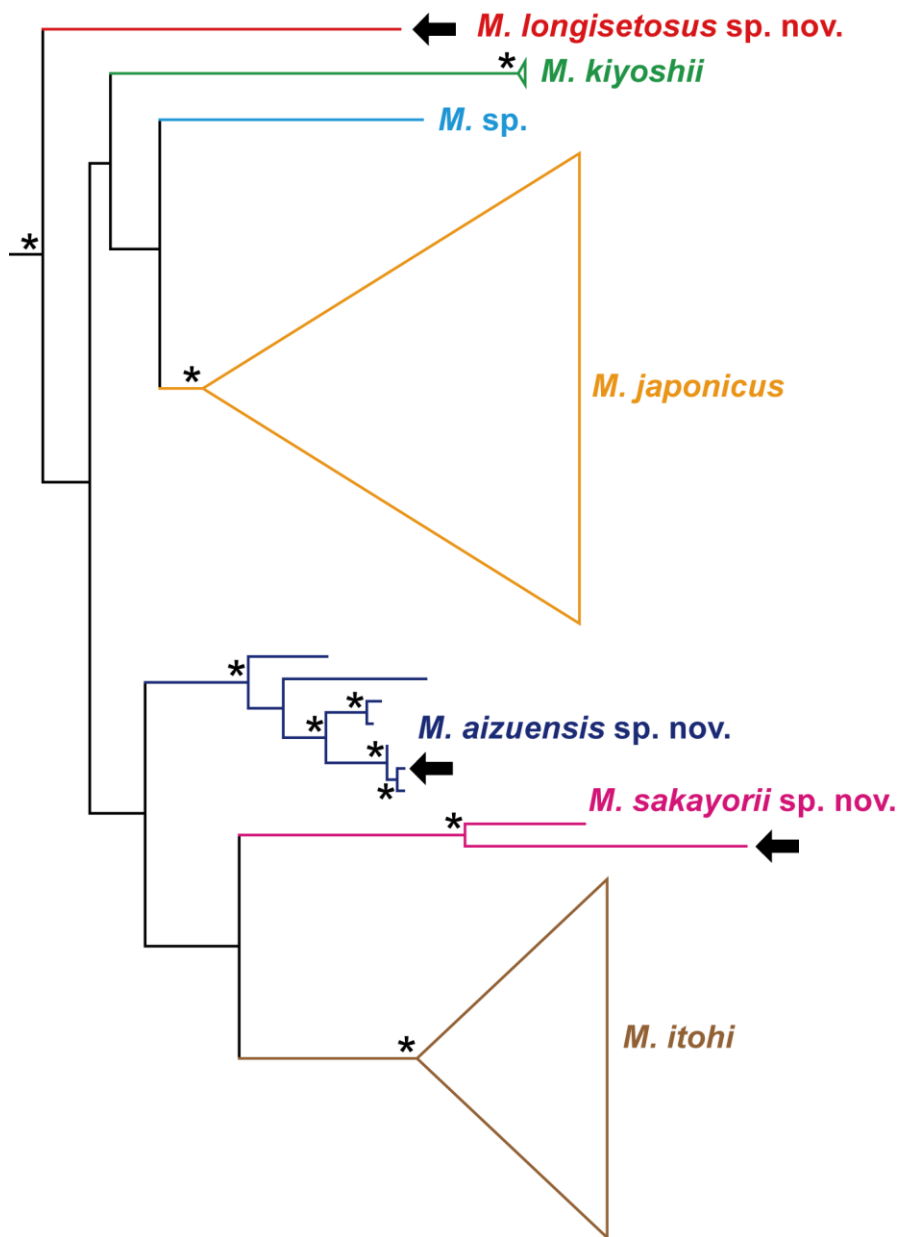 M. longisetosus sp. nov.
*
M. kiyoshii
M. sp.
*
*
M. japonicus
*
*
*
M. aizuensis sp. nov.
*
*
M. sakayorii sp. nov.
*
M. itohi
*